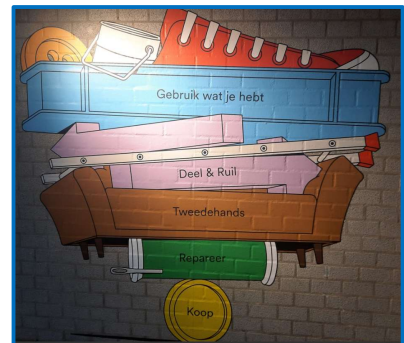 Gebruik wat je hebt
Deel & Ruil
Tweedehands
Repareer
Koop